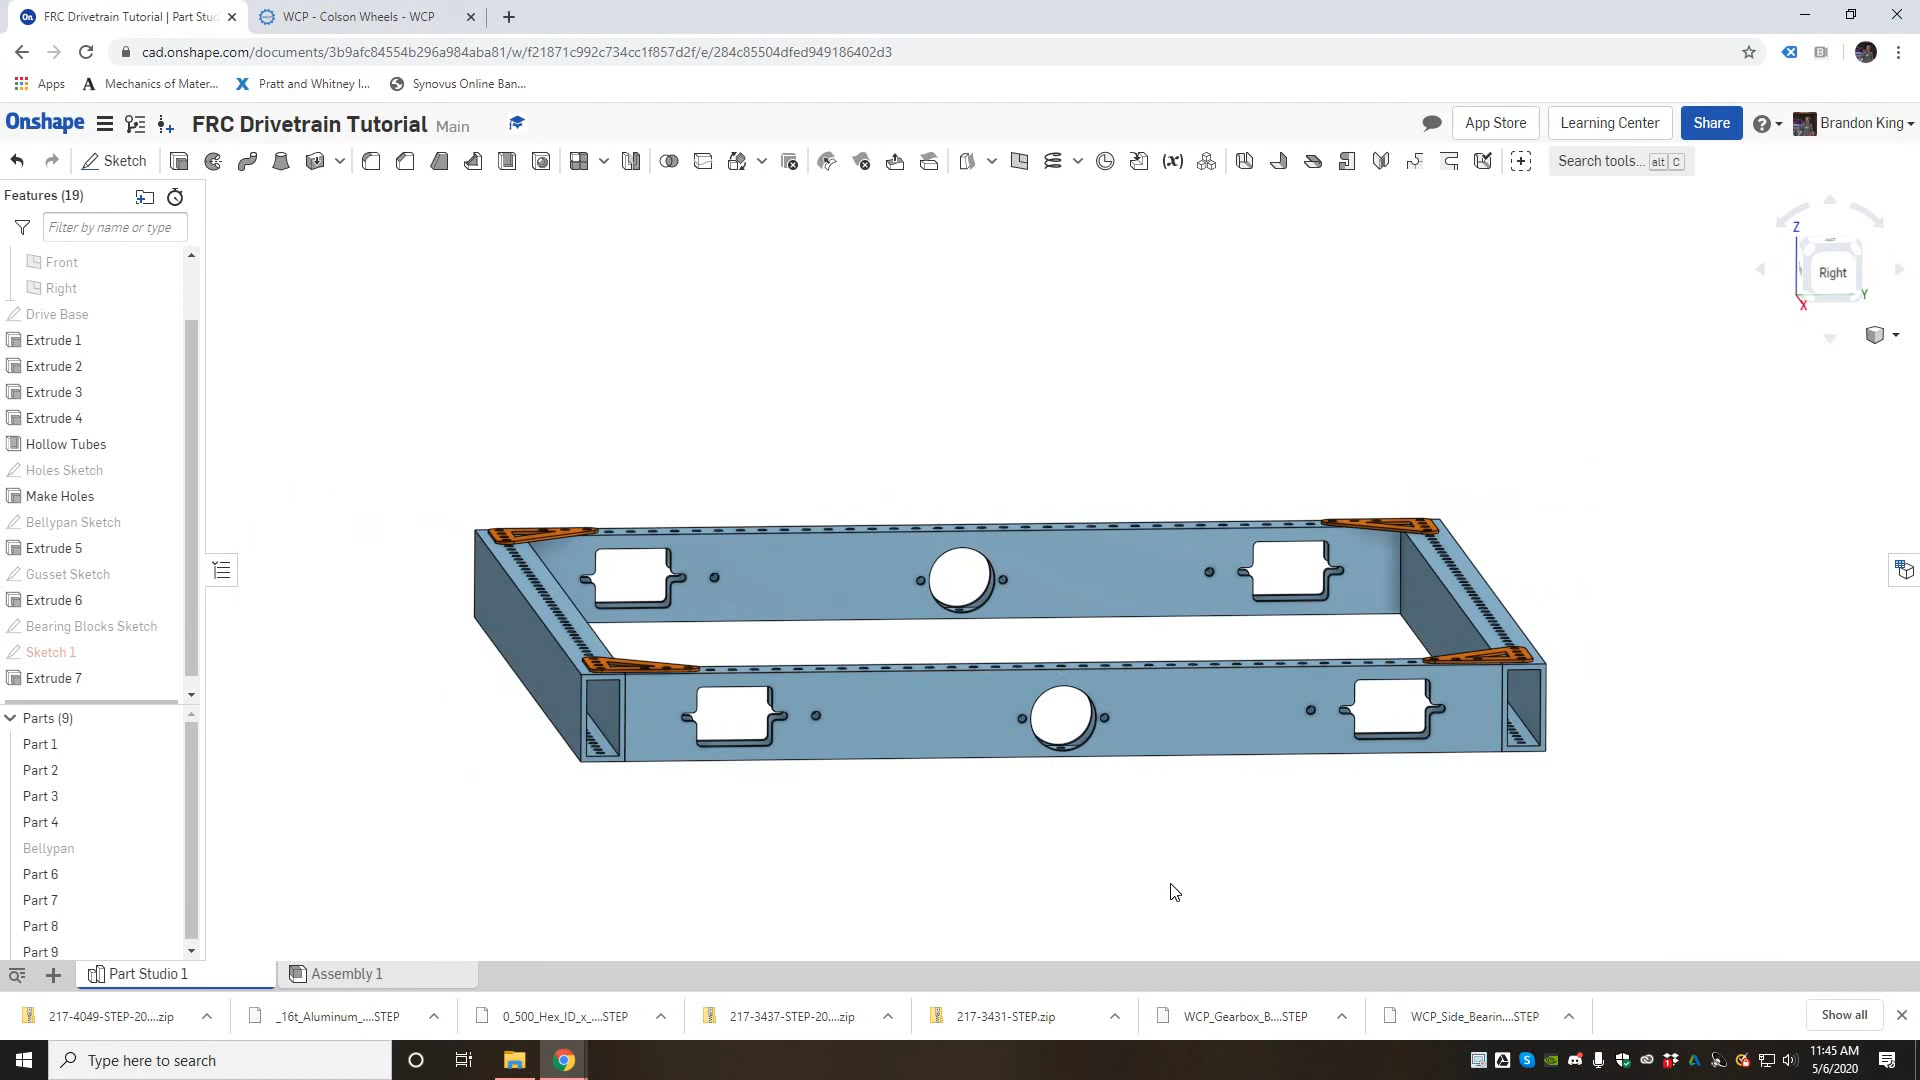 FRC Drivetrain Tutorial | Part Stu
WCP - Colson Wheels - WCP
cad.onshape.com/documents/3b9afc84554b296a984aba81/w/f21871c992c734cc1f857d2f/e/284c85504dfed949186402d3
Apps
Mechanics of Mater...
Pratt and Whitney I...
Synovus Online Ban...
Onshape
FRC Drivetrain Tutorial Main
App Store
Learning Center
Share
Brandon King
Sketch
Search tools... alt C
Features (19)
Filter by name or type
Front
Right
Drive Base
Extrude 1
Extrude 2
Extrude 3
Extrude 4
Hollow Tubes
Holes Sketch
Make Holes
Bellypan Sketch
Extrude 5
Gusset Sketch
Extrude 6
Bearing Blocks Sketch
Sketch 1
Extrude 7
Parts (9)
Part 1
Part 2
Part 3
Part 4
Bellypan
Part 6
Part 7
Part 8
Part 9
Z
Right
Y
X
Part Studio 1
Assembly 1
217-4049-STEP-20....zip
_16t_Aluminum_....STEP
0_500_Hex_ID_x_....STEP
217-3437-STEP-20....zip
217-3431-STEP.zip
WCP_Gearbox_B....STEP
WCP_Side_Bearin....STEP
Show all
Type here to search
11:45 AM
5/6/2020